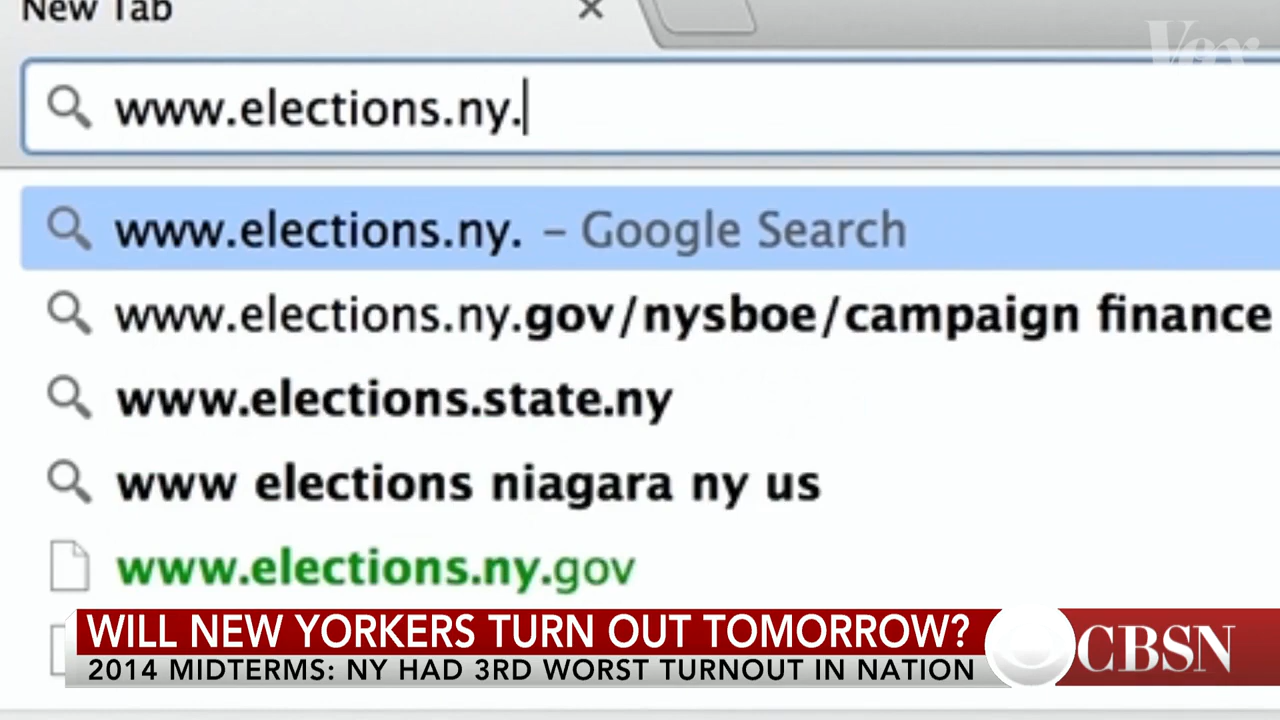 New Tab
Vox
www.elections.ny.
www.elections.ny. – Google Search
www.elections.ny.gov/nysboe/campaign finance
www.elections.state.ny
www elections niagara ny us
www.elections.ny.gov
WILL NEW YORKERS TURN OUT TOMORROW?
2014 MIDTERMS: NY HAD 3RD WORST TURNOUT IN NATION
CBSN